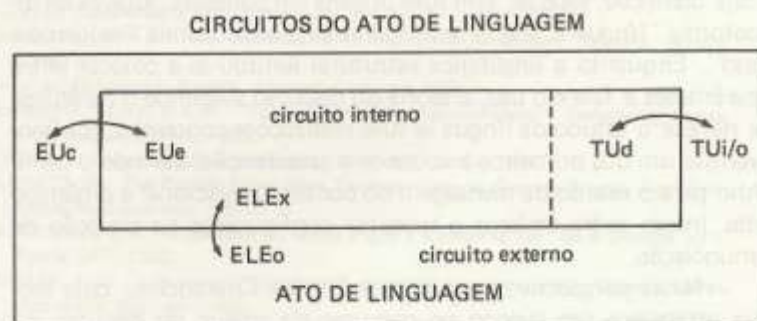 CIRCUITOS DO ATO DE LINGUAGEM
circuito interno
EUc EUe TUd TUi/o
ELEx
ELEo circuito externo
ATO DE LINGUAGEM